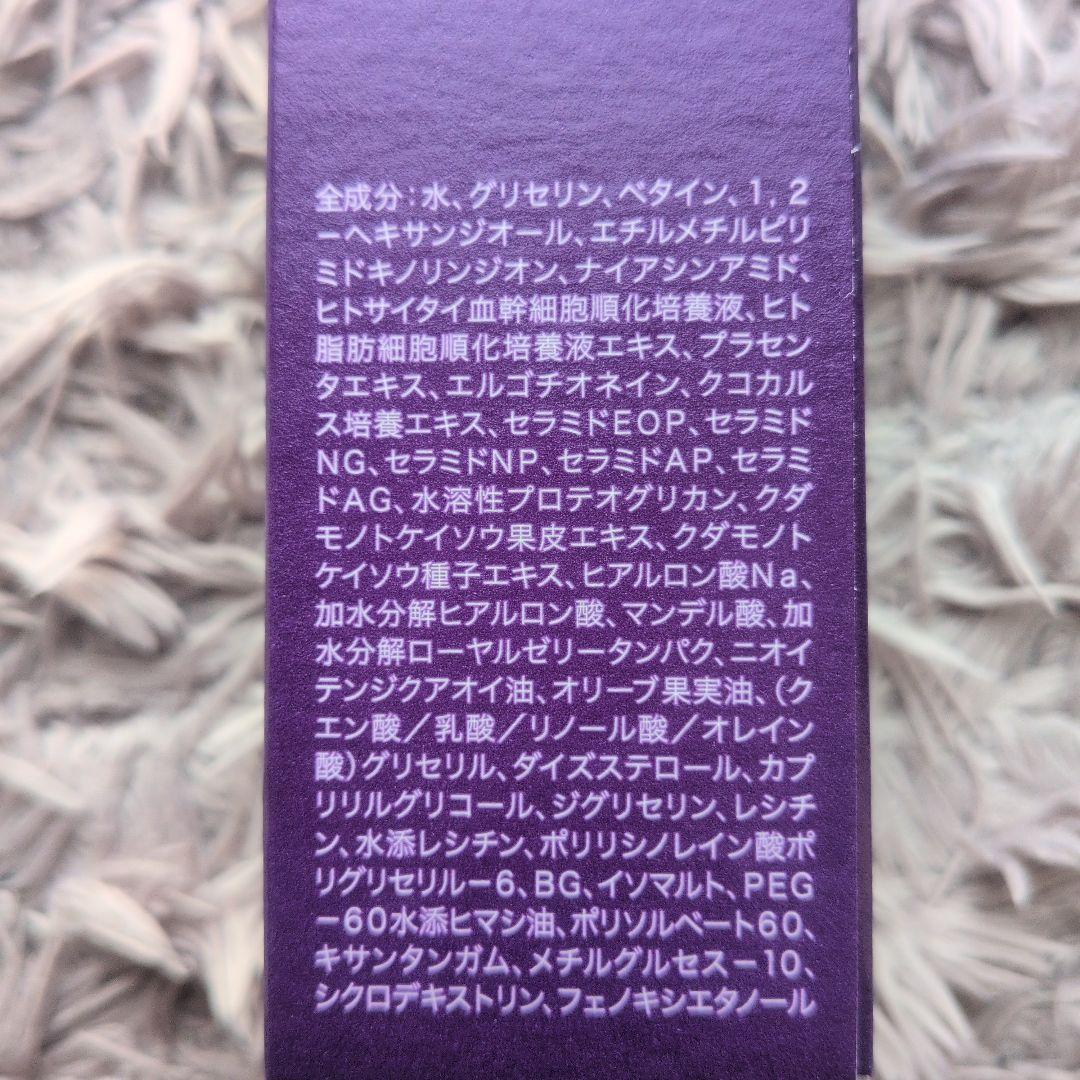 全成分：水、グリセリン、ベタイン、1，2
－ヘキサンジオール、エチルメチルピリ
ミドキノリンジオン、ナイアシンアミド、
ヒトサイタイ血幹細胞順化培養液、ヒト
脂肪細胞順化培養液エキス、プラセン
タエキス、エルゴチオネイン、クコカル
ス培養エキス、セラミドEOP、セラミド
NG、セラミドNP、セラミドAP、セラミ
ドAG、水溶性プロテオグリカン、クダ
モノトケイソウ果皮エキス、クダモノト
ケイソウ種子エキス、ヒアルロン酸Na、
加水分解ヒアルロン酸、マンデル酸、加
水分解ローヤルゼリータンパク、ニオイ
テンジクアオイ油、オリーブ果実油、（ク
エン酸／乳酸／リノール酸／オレイン
酸）グリセリル、ダイズステロール、カプ
リリルグリコール、ジグリセリン、レシチ
ン、水添レシチン、ポリリシノレイン酸ポ
リグリセリル－6、BG、イソマルト、PEG
－60水添ヒマシ油、ポリソルベート60、
キサンタンガム、メチルグルセス－10、
シクロデキストリン、フェノキシエタノール